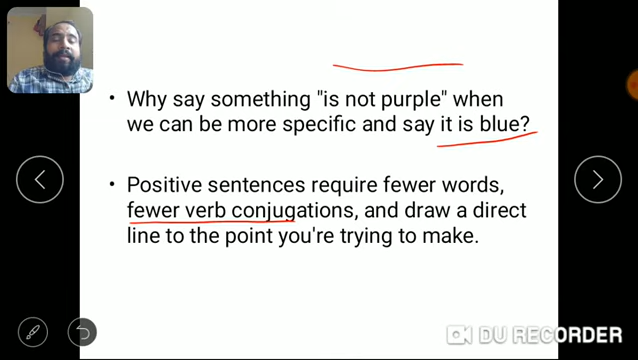 • Why say something "is not purple" when
we can be more specific and say it is blue?
• Positive sentences require fewer words,
fewer verb conjugations, and draw a direct
line to the point you're trying to make.
DU RECORDER